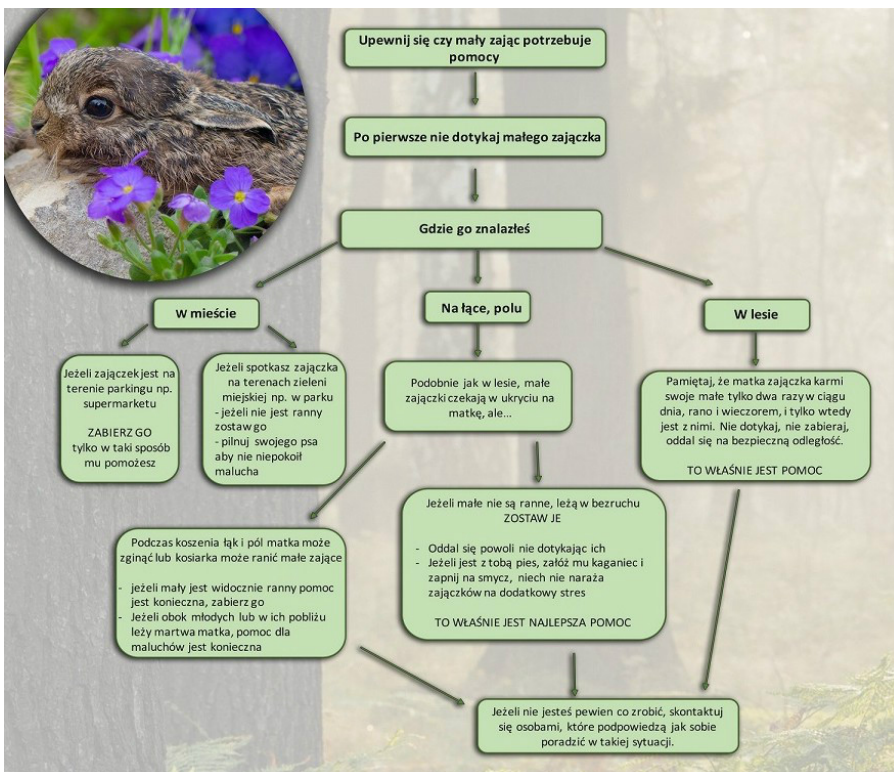 Upewnij się czy mały zając potrzebuje
pomocy
Po pierwsze nie dotykaj małego zajączka
Gdzie go znalazłeś
W mieście
Na łące, polu
W lesie
Jeżeli zajączek jest na
terenie parkingu np.
supermarketu
ZABIERZ GO
tylko w taki sposób
mu pomożesz
Jeżeli spotkasz zajączka
na terenach zieleni
miejskiej np. w parku
- jeżeli nie jest ranny
zostaw go
- pilnuj swojego psa
aby nie niepokoił
malucha
Podobnie jak w lesie, małe
zajączki czekają w ukryciu na
matkę, ale...
Pamiętaj, że matka zajączka karmi
swoje małe tylko dwa razy w ciągu
dnia, rano i wieczorem, i tylko wtedy
jest z nimi. Nie dotykaj, nie zabieraj,
oddal się na bezpieczną odległość.
TO WŁAŚNIE JEST POMOC
Podczas koszenia łąk i pól matka może
zginąć lub kosiarka może ranić małe zające
- jeżeli mały jest widocznie ranny pomoc
jest konieczna, zabierz go
- Jeżeli obok młodych lub w ich pobliżu
leży martwa matka, pomoc dla
maluchów jest konieczna
Jeżeli małe nie są ranne, leżą w bezruchu
ZOSTAW JE
- Oddal się powoli nie dotykając ich
- Jeżeli jest z tobą pies, załóż mu kaganiec i
zapnij na smycz, niech nie naraża
zajączków na dodatkowy stres
TO WŁAŚNIE JEST NAJLEPSZA POMOC
Jeżeli nie jesteś pewien co zrobić, skontaktuj
się osobami, które podpowiedzą jak sobie
poradzić w takiej sytuacji.